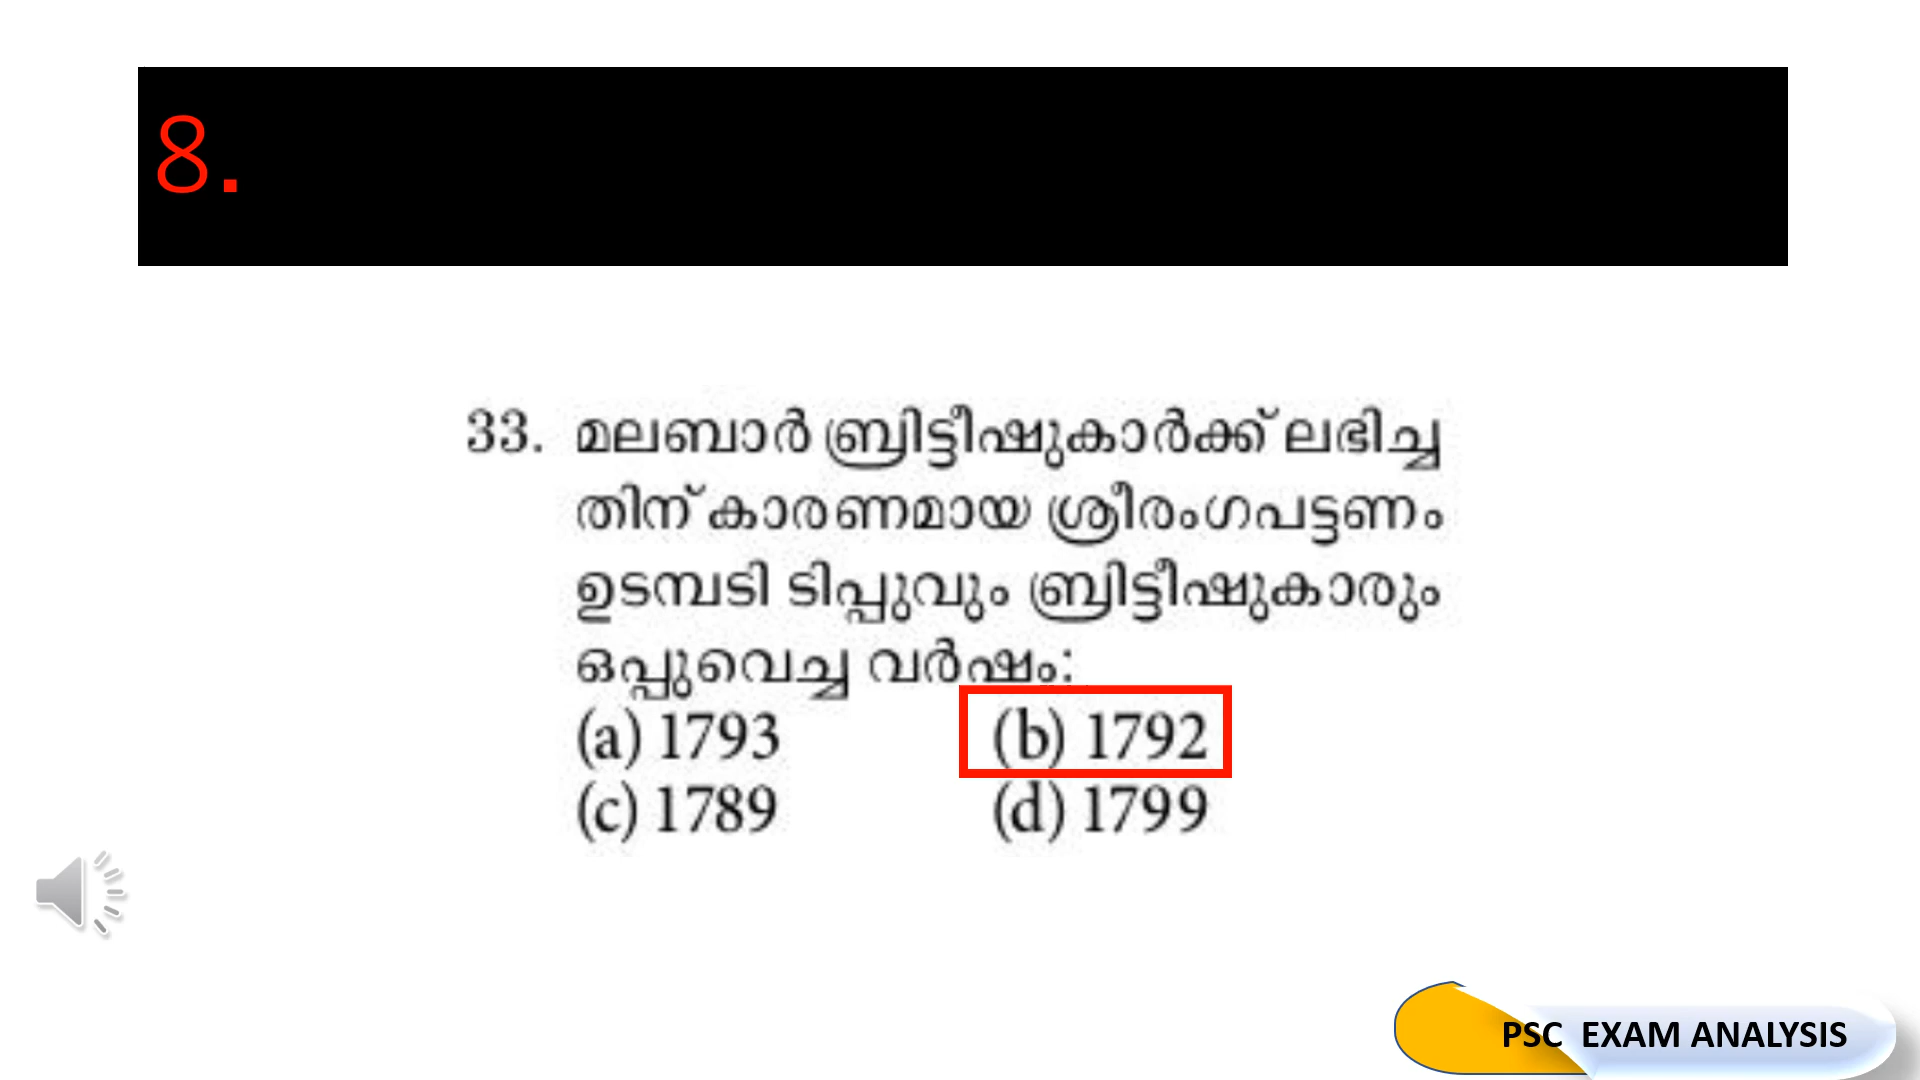 8.
33. മലബാർ ബ്രിട്ടീഷുകാർക്ക് ലഭിച്ച
തിന് കാരണമായ ശ്രീരംഗപട്ടണം
ഉടമ്പടി ടിപ്പുവും ബ്രിട്ടീഷുകാരും
ഒപ്പുവെച്ച വർഷം:
(a) 1793 (b) 1792
(c) 1789 (d) 1799
PSC EXAM ANALYSIS